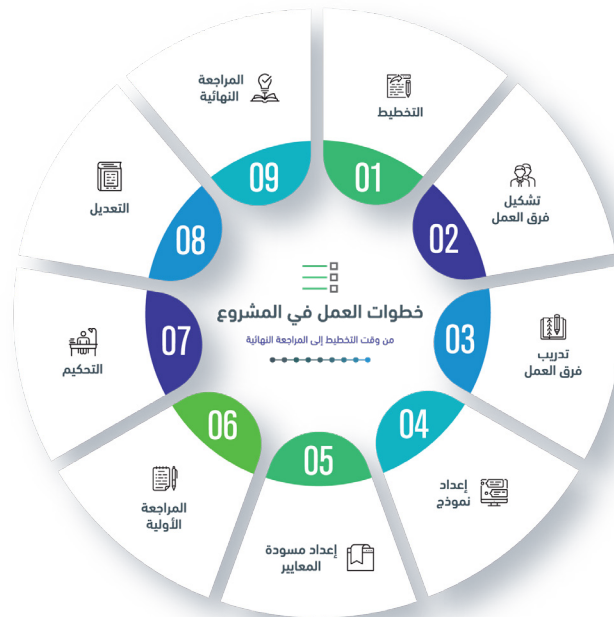 خطوات العمل في المشروع
من وقت التخطيط إلى المراجعة النهائية
01
التخطيط
02
تشكيل
فرق العمل
03
تدريب
فرق العمل
04
إعداد
نموذج
05
إعداد مسودة
المعايير
06
المراجعة
الأولية
07
التحكيم
08
التعديل
09
المراجعة
النهائية